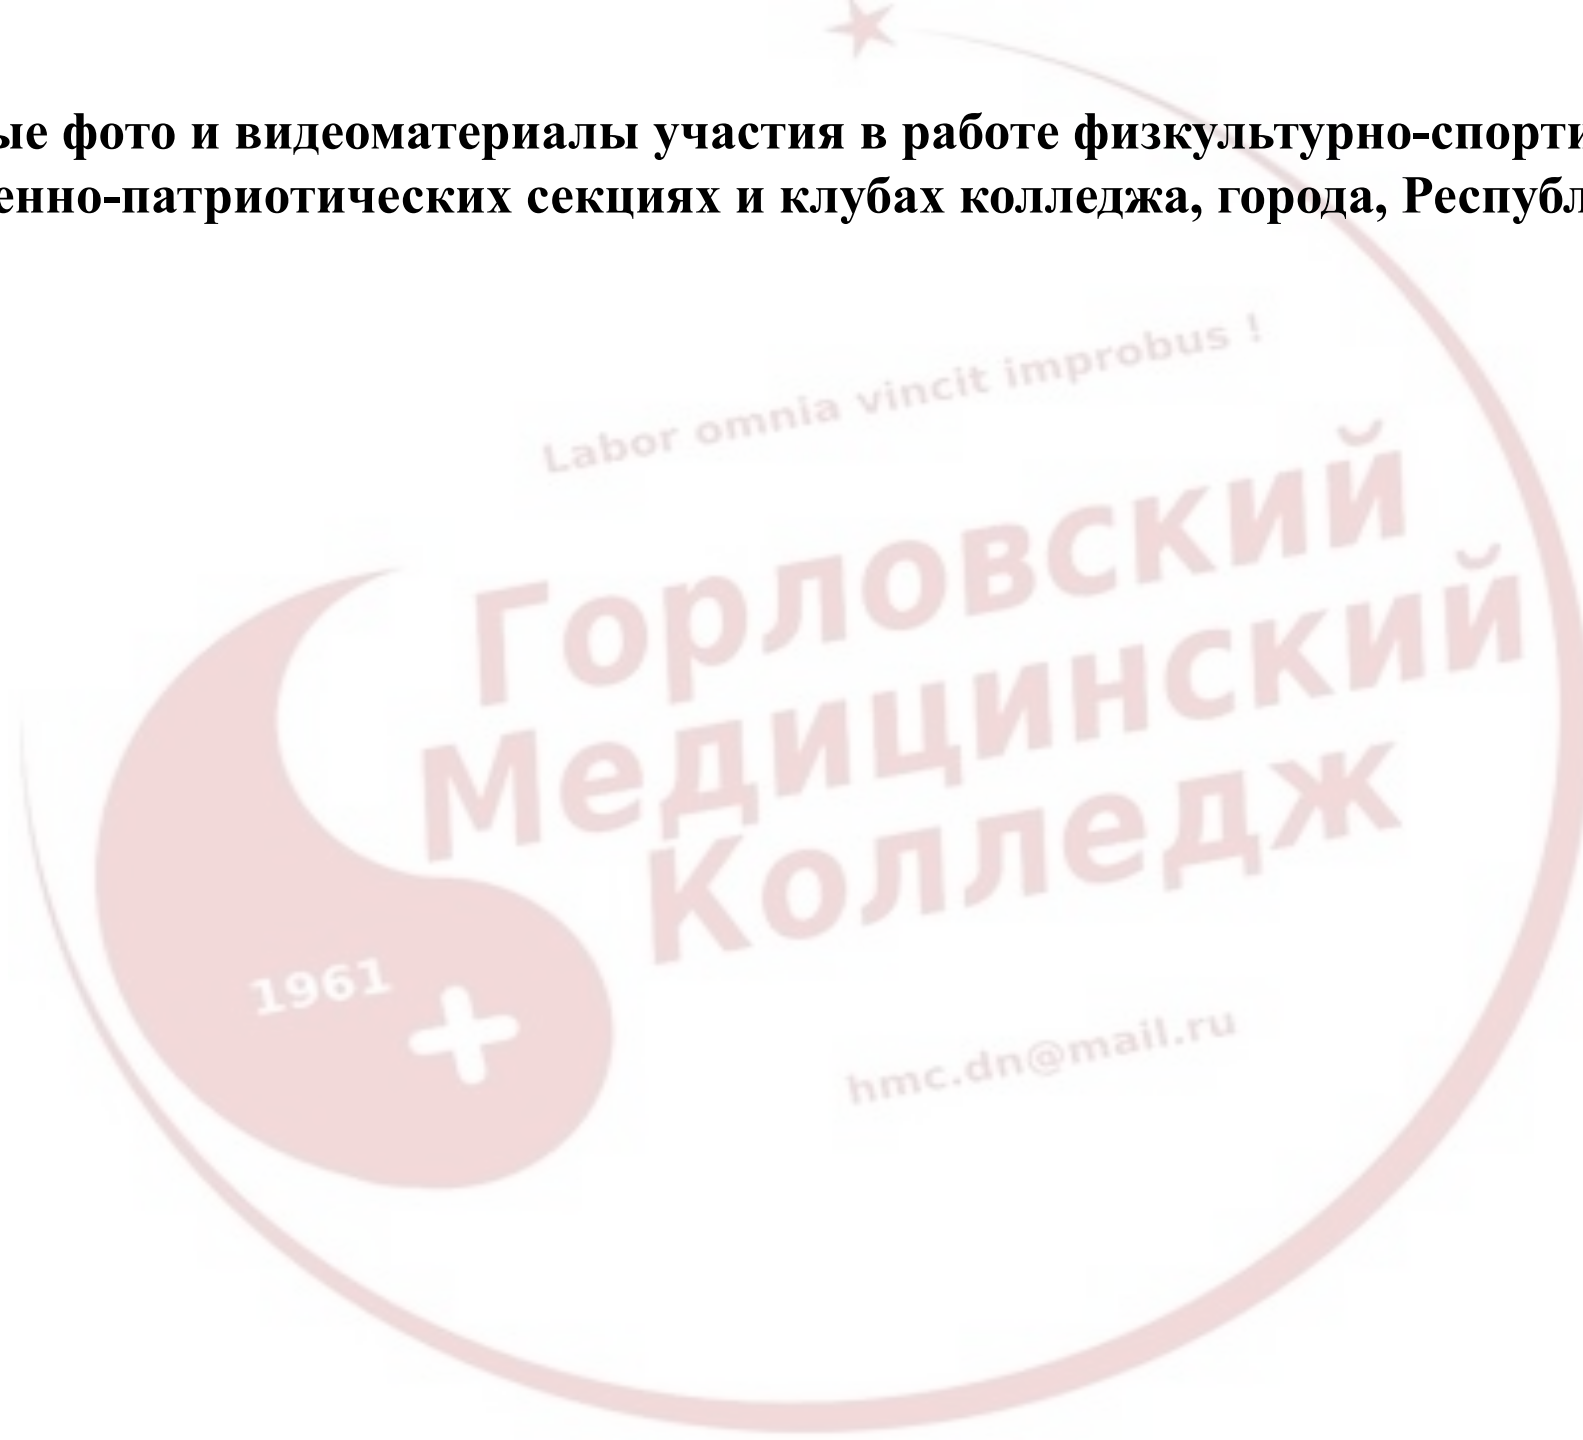 ые фото и видеоматериалы участия в работе физкультурно-спорти
енно-патриотических секциях и клубах колледжа, города, Республ
Labor omnia vincit improbus !
Горловский
Медицинский
Колледж
1961
hmc.dn@mail.ru